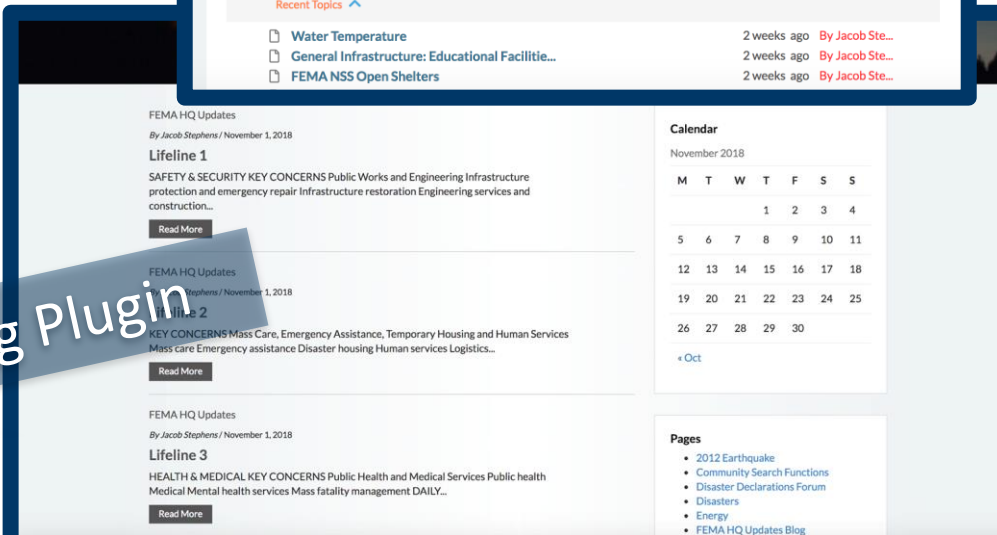 Recent Topics
Water Temperature 2 weeks ago By Jacob Ste...
General Infrastructure: Educational Facilitie... 2 weeks ago By Jacob Ste...
FEMA NSS Open Shelters 2 weeks ago By Jacob Ste...
FEMA HQ Updates
By Jacob Stephens / November 1, 2018
Lifeline 1
SAFETY & SECURITY KEY CONCERNS Public Works and Engineering Infrastructure
protection and emergency repair Infrastructure restoration Engineering services and
construction...
Read More
FEMA HQ Updates
By Jacob Stephens / November 1, 2018
Lifeline 2
KEY CONCERNS Mass Care, Emergency Assistance, Temporary Housing and Human Services
Mass care Emergency assistance Disaster housing Human services Logistics...
Read More
g Plugin
FEMA HQ Updates
By Jacob Stephens / November 1, 2018
Lifeline 3
HEALTH & MEDICAL KEY CONCERNS Public Health and Medical Services Public health
Medical Mental health services Mass fatality management DAILY...
Read More
Calendar
November 2018
M T W T F S S
1 2 3 4
5 6 7 8 9 10 11
12 13 14 15 16 17 18
19 20 21 22 23 24 25
26 27 28 29 30
« Oct
Pages
• 2012 Earthquake
• Community Search Functions
• Disaster Declarations Forum
• Disasters
• Energy
• FEMA HQ Updates Blog